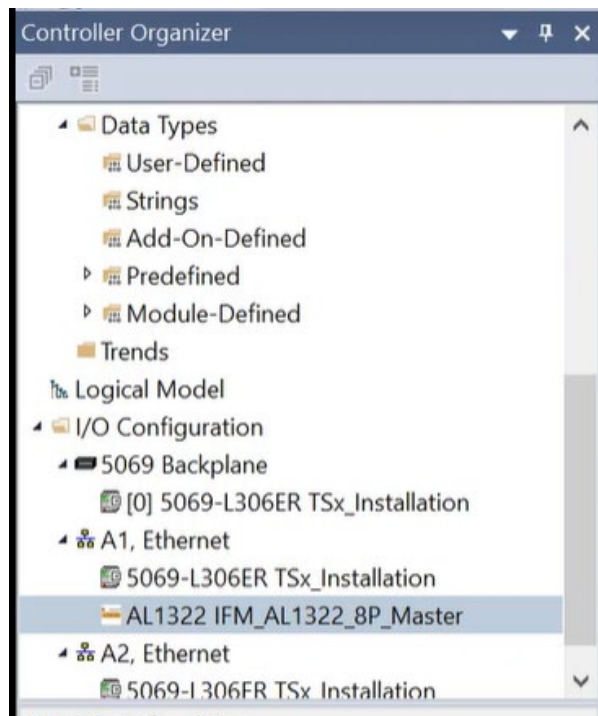 Controller Organizer
Data Types
User-Defined
Strings
Add-On-Defined
Predefined
Module-Defined
Trends
Logical Model
I/O Configuration
5069 Backplane
[0] 5069-L306ER TSx_Installation
A1, Ethernet
5069-L306ER TSx_Installation
AL1322 IFM_AL1322_8P_Master
A2, Ethernet
5069-L306ER TSx_Installation